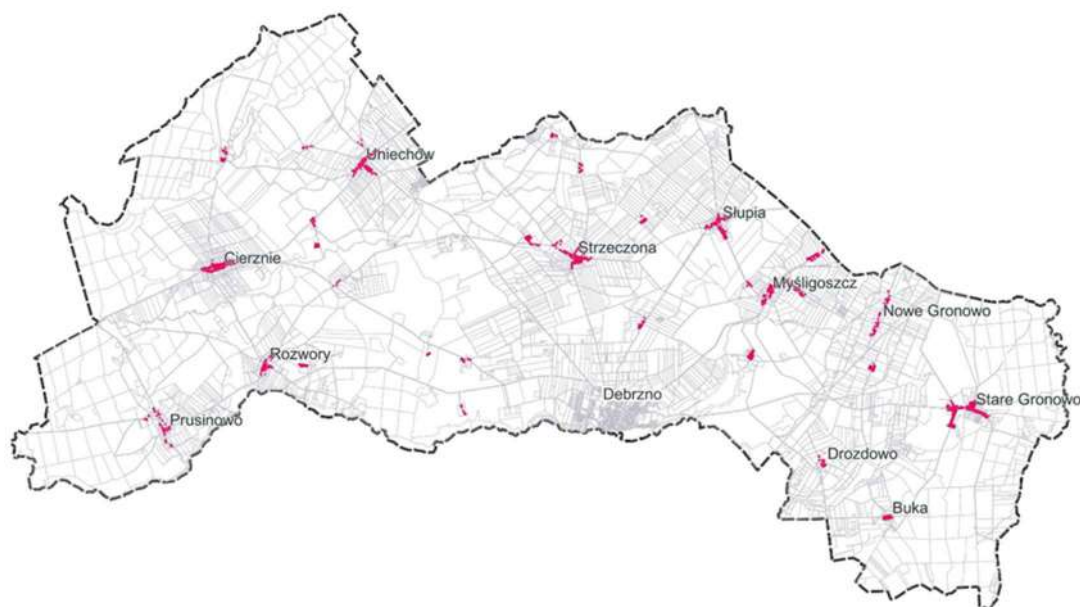 Uniechów
Słupia
Strzeczona
Cierznie
Myśligoszcz
Nowe Gronowo
Rozwory
Debrzno
Stare Gronowo
Prusinowo
Drozdowo
Buka